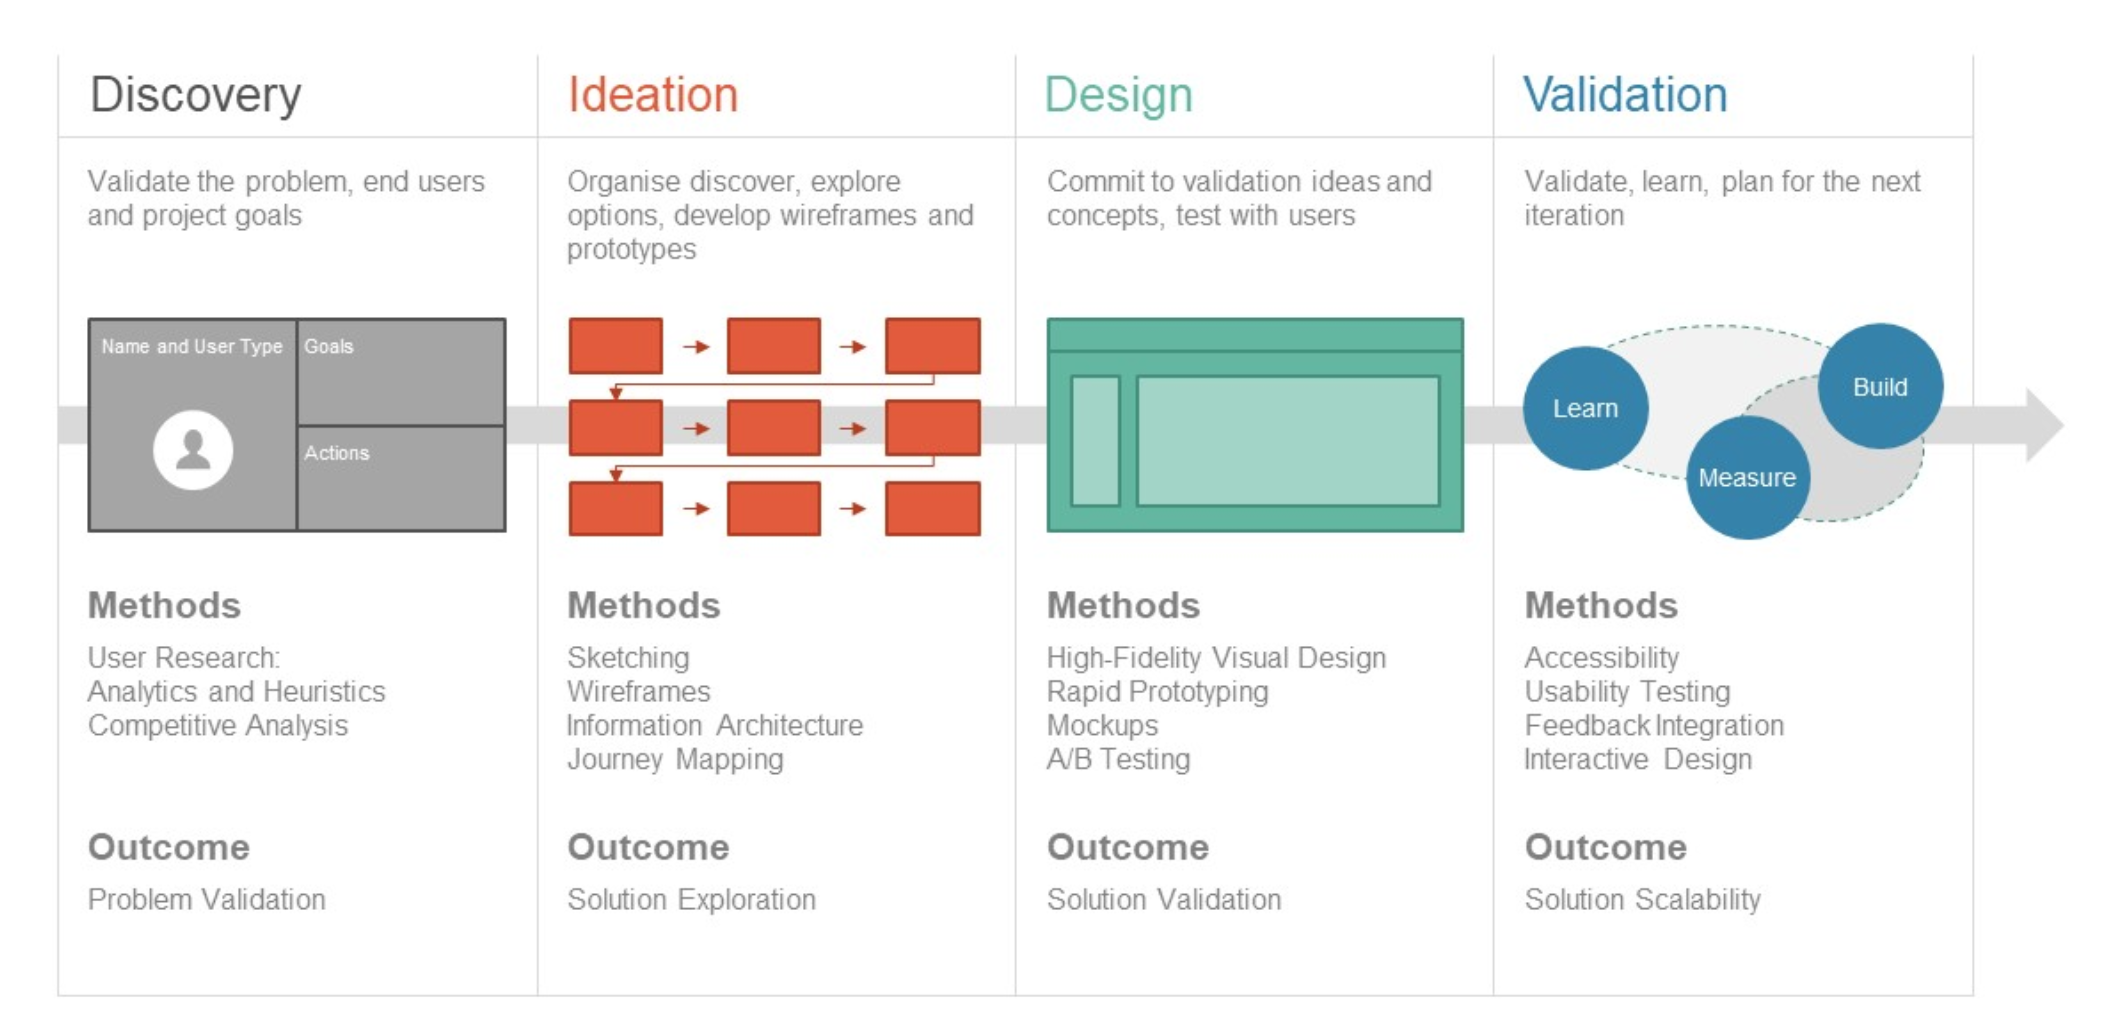 Discovery
Validate the problem, end users
and project goals
Name and User Type
Goals
Actions
Methods
User Research:
Analytics and Heuristics
Competitive Analysis
Outcome
Problem Validation
Ideation
Organise discover, explore
options, develop wireframes and
prototypes
Methods
Sketching
Wireframes
Information Architecture
Journey Mapping
Outcome
Solution Exploration
Design
Commit to validation ideas and
concepts, test with users
Methods
High-Fidelity Visual Design
Rapid Prototyping
Mockups
A/B Testing
Outcome
Solution Validation
Validation
Validate, learn, plan for the next
iteration
Learn
Build
Measure
Methods
Accessibility
Usability Testing
Feedback Integration
Interactive Design
Outcome
Solution Scalability